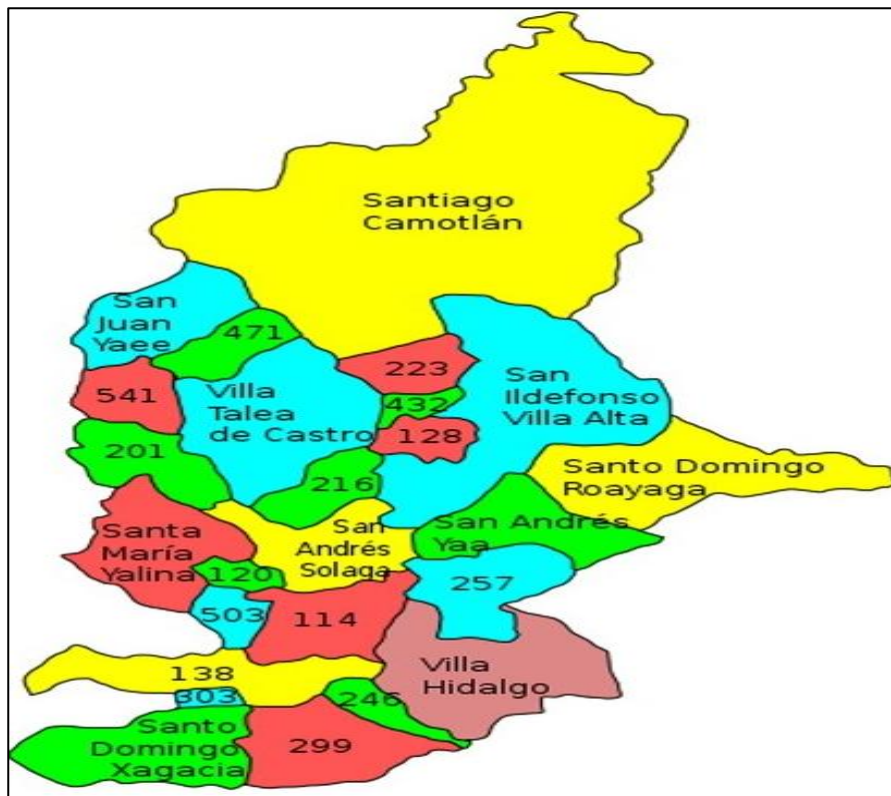 Santiago
Camotlán
San
Juan
Yaee
471
223
541
Villa
Talea
de Castro
432
San
Ildefonso
Villa Alta
128
201
216
Santo Domingo
Roayaga
Santa
María
Yalina
San
Andrés
Solaga
San Andrés
Yaa
120
257
503
114
138
303
Villa
Hidalgo
246
Santo
Domingo
Xagacia
299